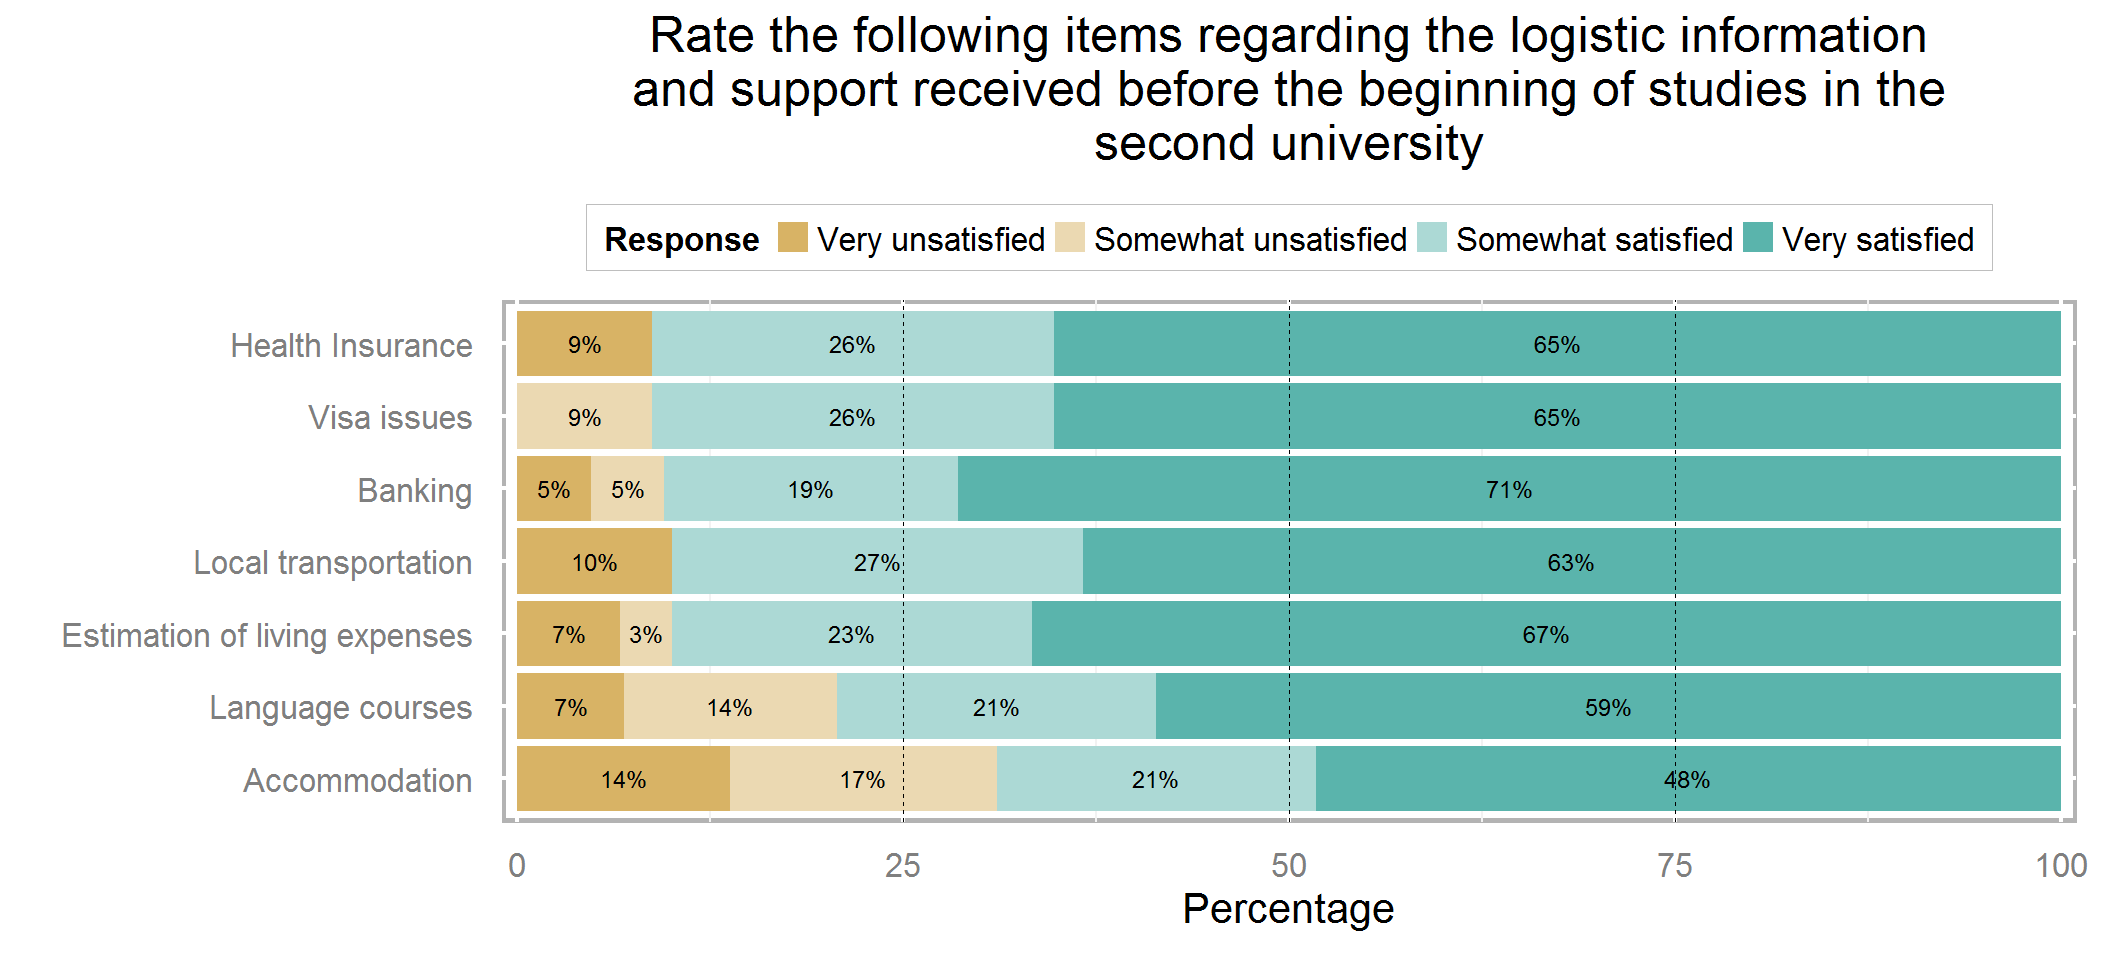 Rate the following items regarding the logistic information
and support received before the beginning of studies in the
second university
Response Very unsatisfied Somewhat unsatisfied Somewhat satisfied Very satisfied
Health Insurance 9% 26% 65%
Visa issues 9% 26% 65%
Banking 5% 5% 19% 71%
Local transportation 10% 27% 63%
Estimation of living expenses 7% 3% 23% 67%
Language courses 7% 14% 21% 59%
Accommodation 14% 17% 21% 48%
0 25 50 75 100
Percentage